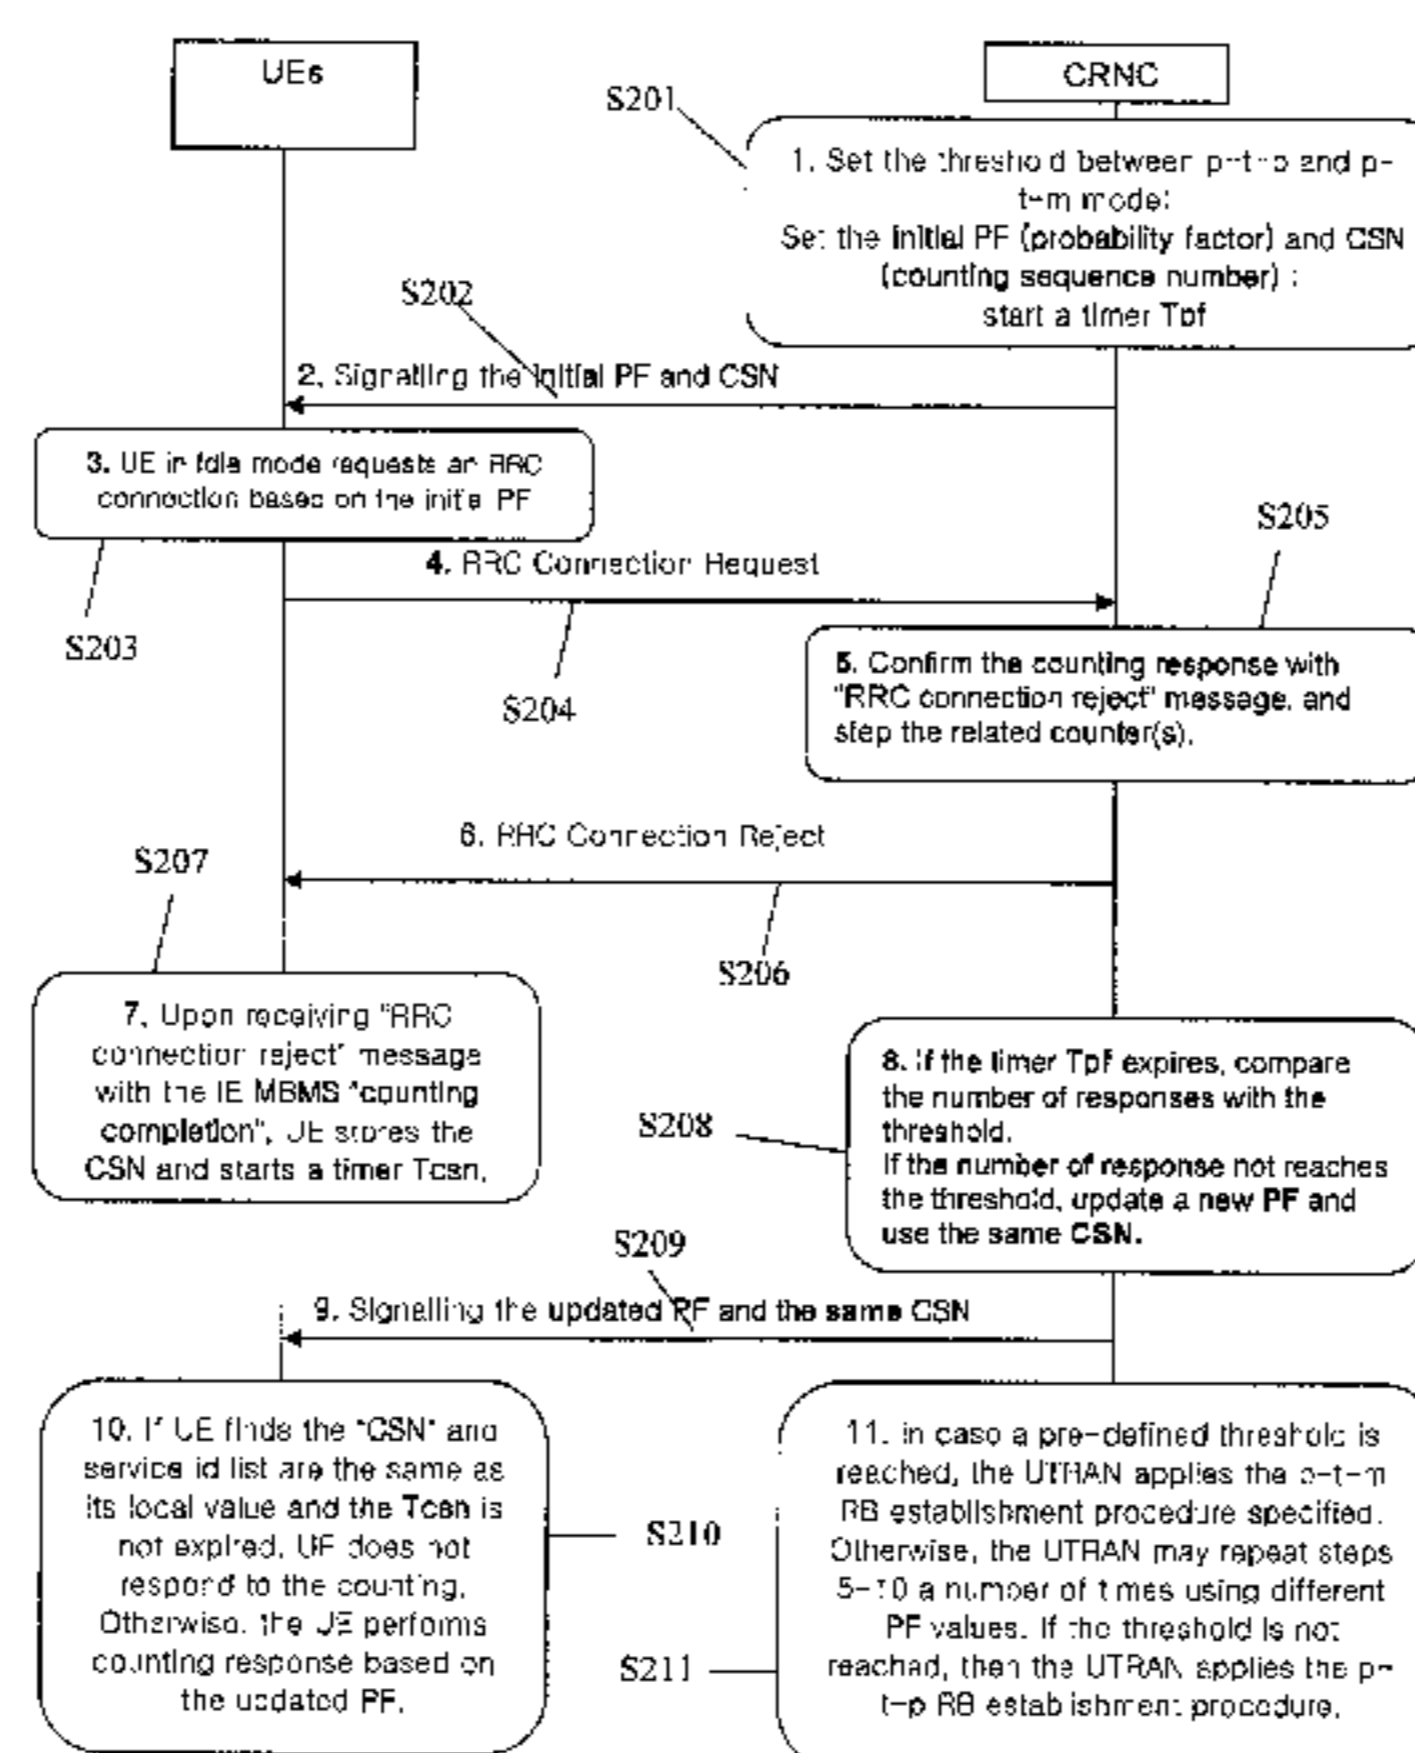 UEs
CRNC
S201
1. Set the threshold between p-t-p and p-
t-m mode;
Set the initial PF (probability factor) and CSN
(counting sequence number) ;
start a timer Tpf
S202
2. Signalling the initial PF and CSN
3. UE in Idle mode requests an RRC
connection based on the initial PF
S203
4. RRC Connection Request
S204
S205
5. Confirm the counting response with
"RRC connection reject" message, and
step the related counter(s).
6. RRC Connection Reject
S206
S207
7. Upon receiving "RRC
connection reject" message
with the IE MBMS "counting
completion", UE stores the
CSN and starts a timer Tcsn.
S208
8. If the timer Tpf expires, compare
the number of responses with the
threshold.
If the number of response not reaches
the threshold, update a new PF and
use the same CSN.
S209
9. Signalling the updated PF and the same CSN
10. If UE finds the "CSN" and
service id list are the same as
its local value and the Tcsn is
not expired, UE does not
respond to the counting.
Otherwise, the UE performs
counting response based on
the updated PF.
S210
11. in case a pre-defined threshold is
reached, the UTRAN applies the p-t-m
RB establishment procedure specified.
Otherwise, the UTRAN may repeat steps
5-10 a number of times using different
PF values. If the threshold is not
reached, then the UTRAN applies the p-
t-p RB establishment procedure.
S211